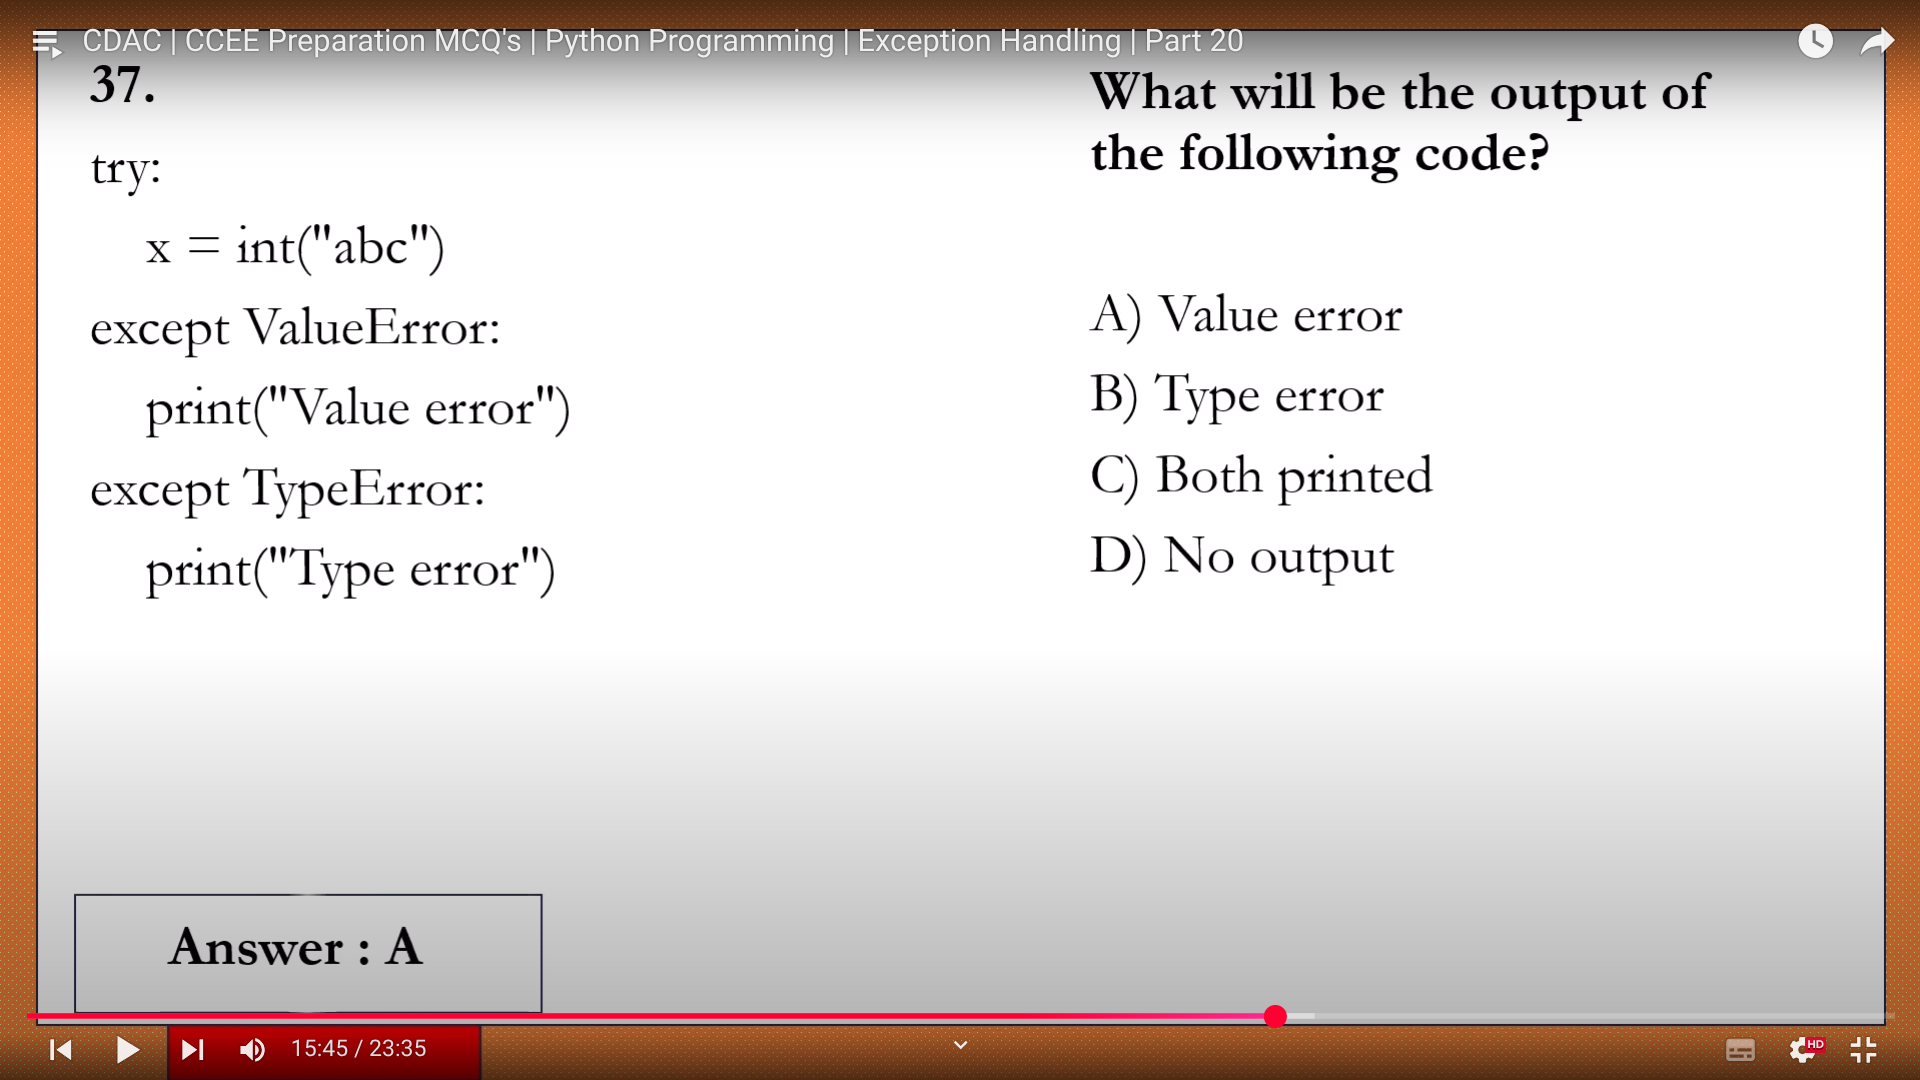 CDAC | CCEE Preparation MCQ's | Python Programming | Exception Handling | Part 20
37.
try:
x = int("abc")
except ValueError:
print("Value error")
except TypeError:
print("Type error")
What will be the output of
the following code?
A) Value error
B) Type error
C) Both printed
D) No output
Answer : A
15:45 / 23:35
HD